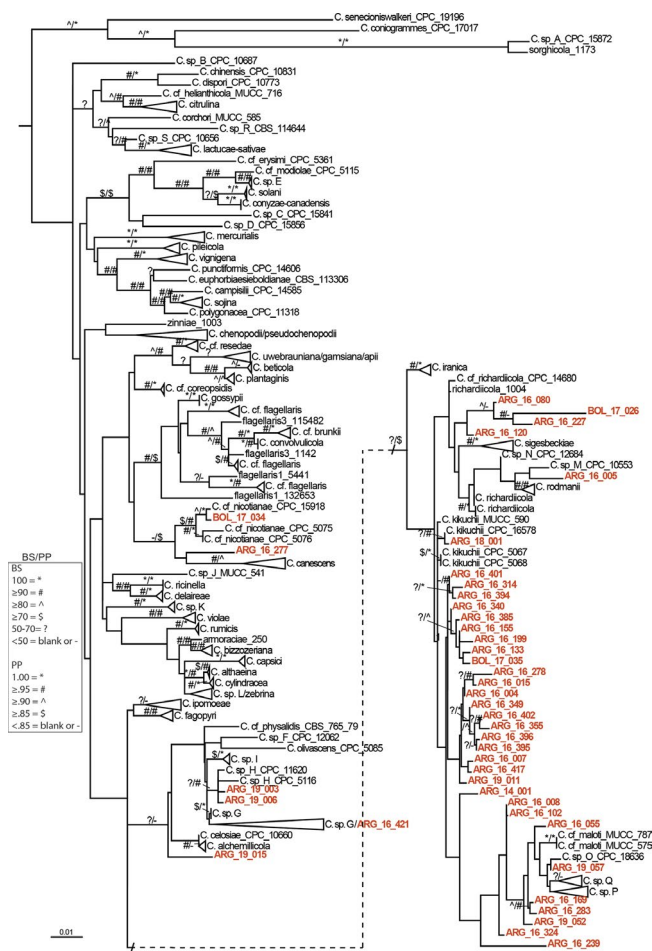 ^/*
C. senecioniswalkeri_CPC_19196
^/*
C. coniogrammes_CPC_17017
*/*
C. sp_A_CPC_15872
sorghicola_1173
C. sp_B_CPC_10687
#/*
C. chinensis_CPC_10831
C. dispori_CPC_10773
^/#
C. cf_helianthicola_MUCC_716
?
#/#
C. citrulina
C. corchori_MUCC_585
?/*
C. sp_R_CBS_114644
?/#
C. sp_S_CPC_10656
#/*
C. lactucae-sativae
C. cf_erysimi_CPC_5361
#/#
C. cf_modiolae_CPC_5115
#/#
C. sp. E
#/#
*/*
C. solani
$/$
?/$
*/*
C. conyzae-canadensis
C. sp_C_CPC_15841
C. sp_D_CPC_15856
*/*
C. mercurialis
*/*
C. pileicola
#/*
C. vignigena
?
C. punctiformis_CPC_14606
#/#
C. euphorbiaesieboldianae_CBS_113306
C. campisilii_CPC_14585
#/#
#/*
C. sojina
C. polygonacea_CPC_11318
zinniae_1003
C. chenopodii/pseudochenopodii
#/*
C. cf. resedae
^/#
?
C. uwebrauniana/gamsiana/apii
?
^/-
C. beticola
^/*
C. plantaginis
#/*
C. cf. coreopsidis
*/*
C. gossypii
*/*
C. cf. flagellaris
flagellaris3_115482
#/^
#/*
C. cf. brunkii
^/#
*/#
C. convolvulicola
#/$
flagellaris3_1142
$/#
C. cf. flagellaris
?/-
flagellaris1_5441
*/#
C. cf. flagellaris
flagellaris1_132653
^/*
C. cf_nicotianae_CPC_15918
BOL_17_034
$/#
#/*
C. cf_nicotianae_CPC_5075
-/$
C. cf_nicotianae_CPC_5076
ARG_16_277
#/^
C. canescens
C. sp_J_MUCC_541
*/*
C. ricinella
#/#
*/*
C. delaireae
#/*
C. sp. K
*/#
C. violae
*/*
C. rumicis
armoraciae_250
#/#
#/#
C. bizzozeriana
*/*
C. capsici
$/#
C. althaeina
*/#
#/*
C. cylindracea
C. sp. L/zebrina
?/-
C. ipomoeae
#/#
C. fagopyri
C. cf_physalidis_CBS_765_79
C. sp_F_CPC_12062
C. olivascens_CPC_5085
$/*
C. sp. I
C. sp_H_CPC_11620
?/#
C. sp_H_CPC_5116
ARG_19_003
ARG_19_006
$/*
C. sp.G
?/-
C. sp. G/ARG_16_421
C. celosiae_CPC_10660
#/-
C. alchemillicola
ARG_19_015
BS/PP
BS
100 = *
≥90 = #
≥80 = ^
≥70 = $
50-70= ?
<50 = blank or -
PP
1.00 = *
≥.95 = #
≥.90 = ^
≥.85 = $
<.85 = blank or -
0.01
?/$
#/*
C. iranica
C. cf_richardiicola_CPC_14680
richardiicola_1004
ARG_16_080
^/-
BOL_17_026
#/-
ARG_16_227
ARG_16_120
#/*
C. sigesbeckiae
C. sp_N_CPC_12684
C. sp_M_CPC_10553
ARG_16_005
#/#
C. rodmanii
C. richardiicola
#/*
C. richardiicola
C. kikuchii_MUCC_590
?/#
C. kikuchii_CPC_16578
ARG_18_001
$/*
C. kikuchii_CPC_5067
C. kikuchii_CPC_5068
ARG_16_401
-/#
ARG_16_314
?/*
ARG_16_394
ARG_16_340
ARG_16_385
?/^
ARG_16_155
ARG_16_199
ARG_16_133
BOL_17_035
ARG_16_278
#/*
ARG_16_015
ARG_16_004
?/*
ARG_16_349
ARG_16_402
?/#
ARG_16_355
?/^
ARG_16_396
?/*
ARG_16_395
ARG_16_007
ARG_16_417
ARG_19_011
ARG_14_001
ARG_16_008
ARG_16_102
ARG_16_055
*/*
C. cf_maloti_MUCC_787
C. cf_maloti_MUCC_575
C. sp_O_CPC_18636
ARG_19_057
?/-
C. sp. Q
C. sp. P
ARG_16_169
^/#
ARG_16_283
ARG_19_052
ARG_16_324
ARG_16_239